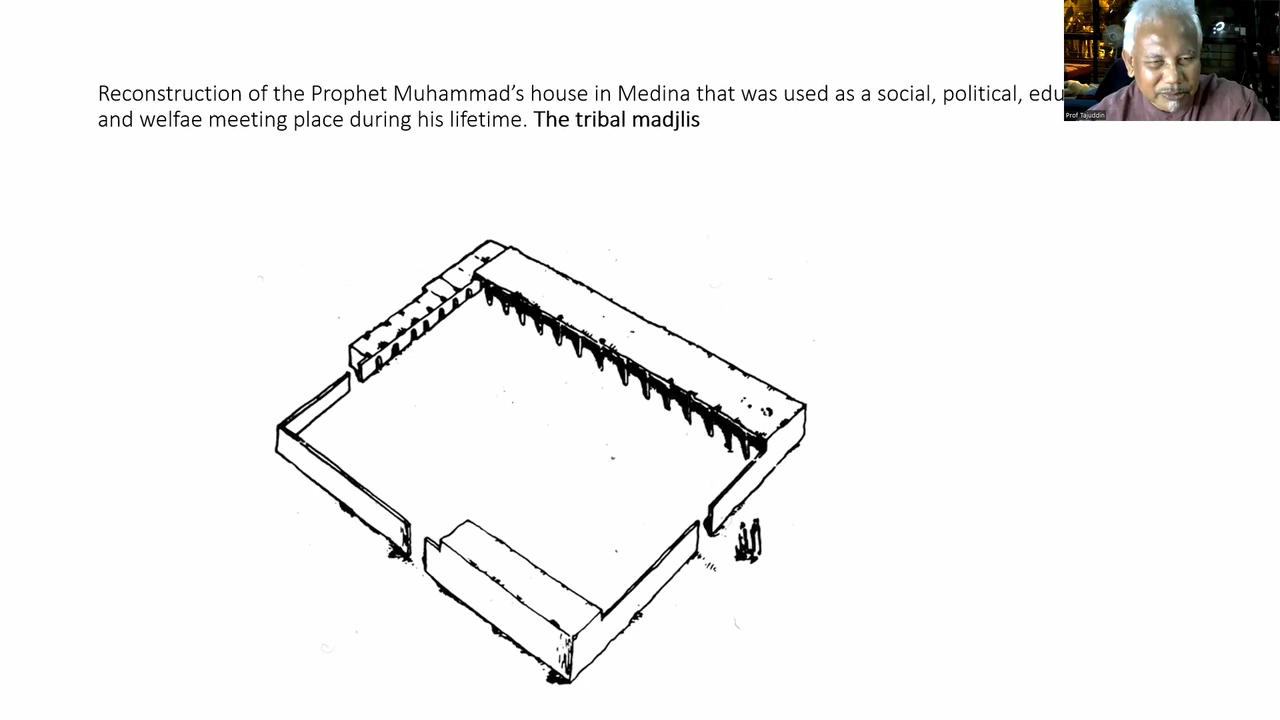 Reconstruction of the Prophet Muhammad’s house in Medina that was used as a social, political,
and welfae meeting place during his lifetime. The tribal madjlis
Prof Tajuddin